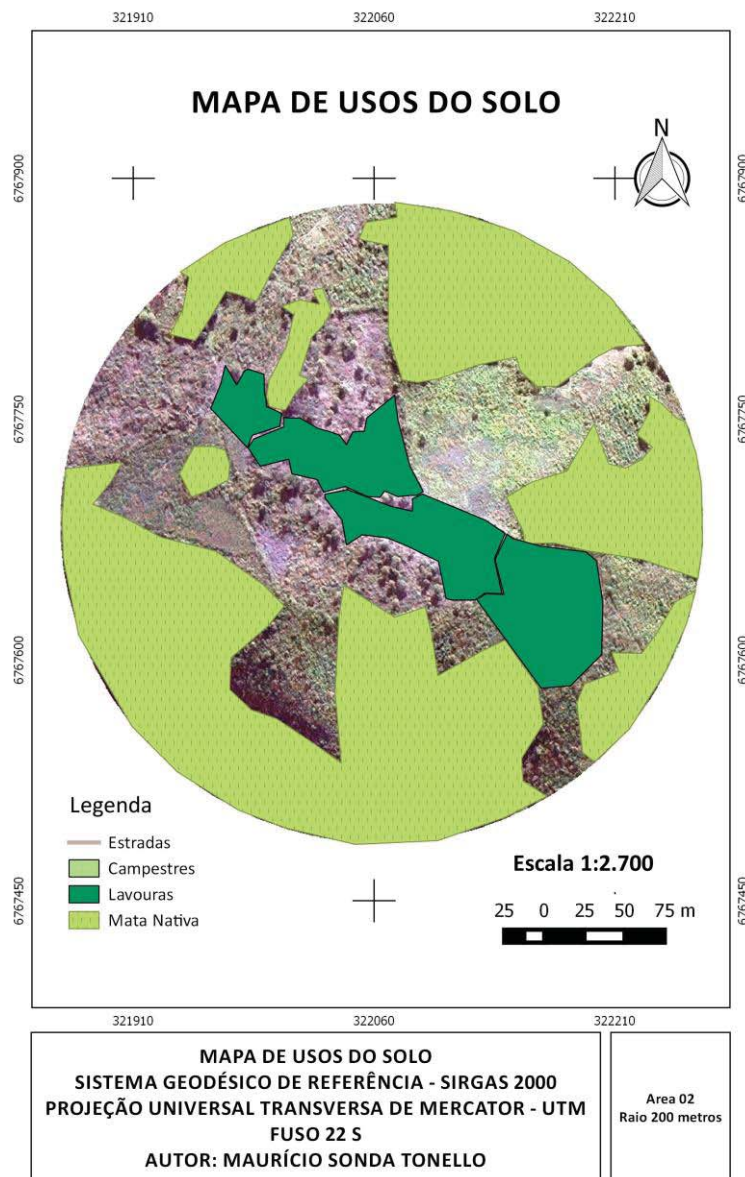 321910 322060 322210
MAPA DE USOS DO SOLO
N
6767900 6767900
6767750 6767750
6767600 6767600
Legenda
Estradas
Campestres
Lavouras
Mata Nativa
Escala 1:2.700
25 0 25 50 75 m
6767450 6767450
321910 322060 322210
MAPA DE USOS DO SOLO
SISTEMA GEODÉSICO DE REFERÊNCIA - SIRGAS 2000
PROJEÇÃO UNIVERSAL TRANSVERSA DE MERCATOR - UTM
FUSO 22 S
AUTOR: MAURÍCIO SONDA TONELLO
Area 02
Raio 200 metros